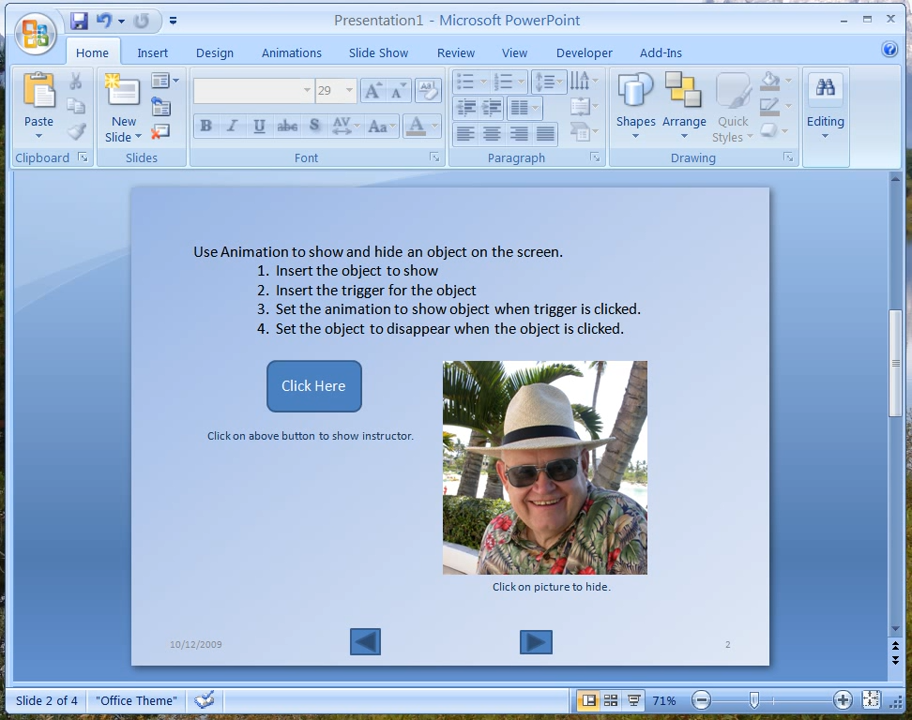 Presentation1 - Microsoft PowerPoint
Home Insert Design Animations Slide Show Review View Developer Add-Ins
Paste
New
Slide
29
B I U abc S AV Aa A
Shapes Arrange Quick
Styles
Editing
Clipboard Slides Font Paragraph Drawing
Use Animation to show and hide an object on the screen.
1. Insert the object to show
2. Insert the trigger for the object
3. Set the animation to show object when trigger is clicked.
4. Set the object to disappear when the object is clicked.
Click Here
Click on above button to show instructor.
Click on picture to hide.
10/12/2009 2
Slide 2 of 4 "Office Theme" 71%